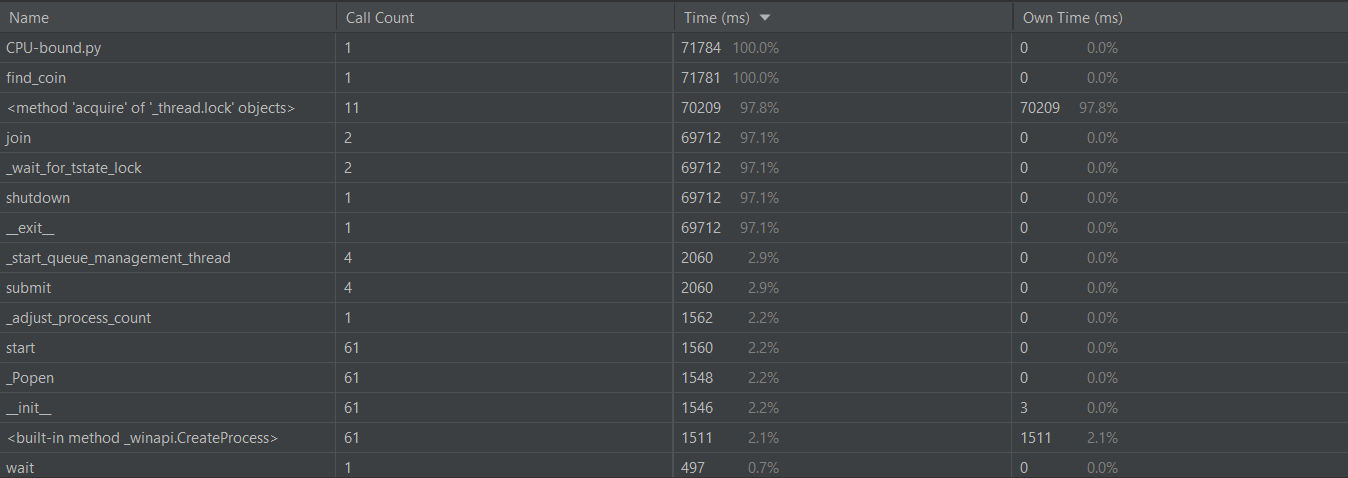 Name Call Count Time (ms) Own Time (ms)
CPU-bound.py 1 71784 100.0% 0 0.0%
find_coin 1 71781 100.0% 0 0.0%
<method 'acquire' of '_thread.lock' objects> 11 70209 97.8% 70209 97.8%
join 2 69712 97.1% 0 0.0%
_wait_for_tstate_lock 2 69712 97.1% 0 0.0%
shutdown 1 69712 97.1% 0 0.0%
__exit__ 1 69712 97.1% 0 0.0%
_start_queue_management_thread 4 2060 2.9% 0 0.0%
submit 4 2060 2.9% 0 0.0%
_adjust_process_count 1 1562 2.2% 0 0.0%
start 61 1560 2.2% 0 0.0%
_Popen 61 1548 2.2% 0 0.0%
__init__ 61 1546 2.2% 3 0.0%
<built-in method _winapi.CreateProcess> 61 1511 2.1% 1511 2.1%
wait 1 497 0.7% 0 0.0%